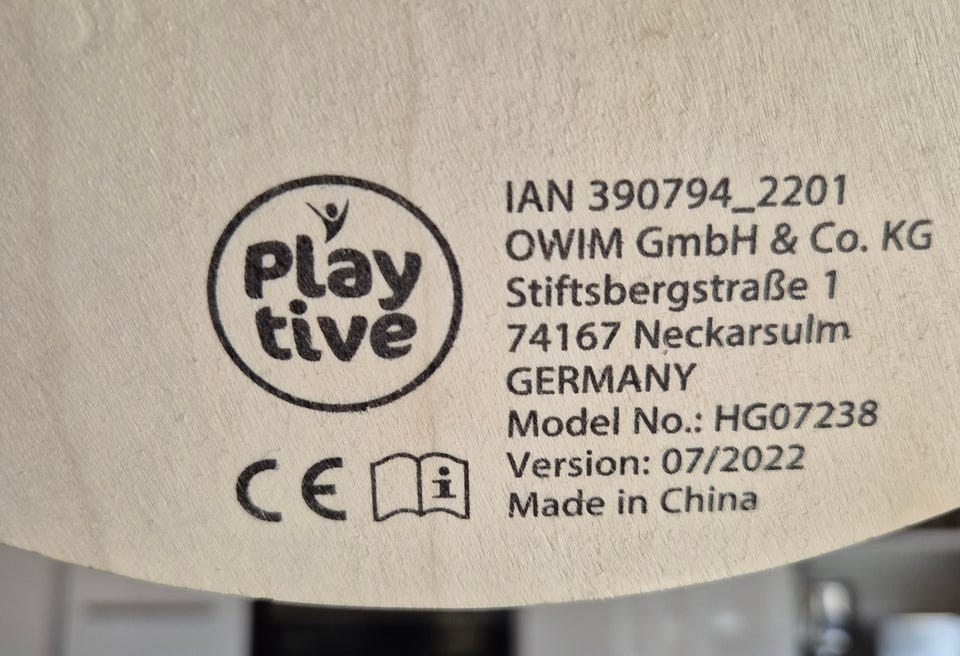 Play
tive
CE
i
IAN 390794_2201
OWIM GmbH & Co. KG
Stiftsbergstraße 1
74167 Neckarsulm
GERMANY
Model No.: HG07238
Version: 07/2022
Made in China